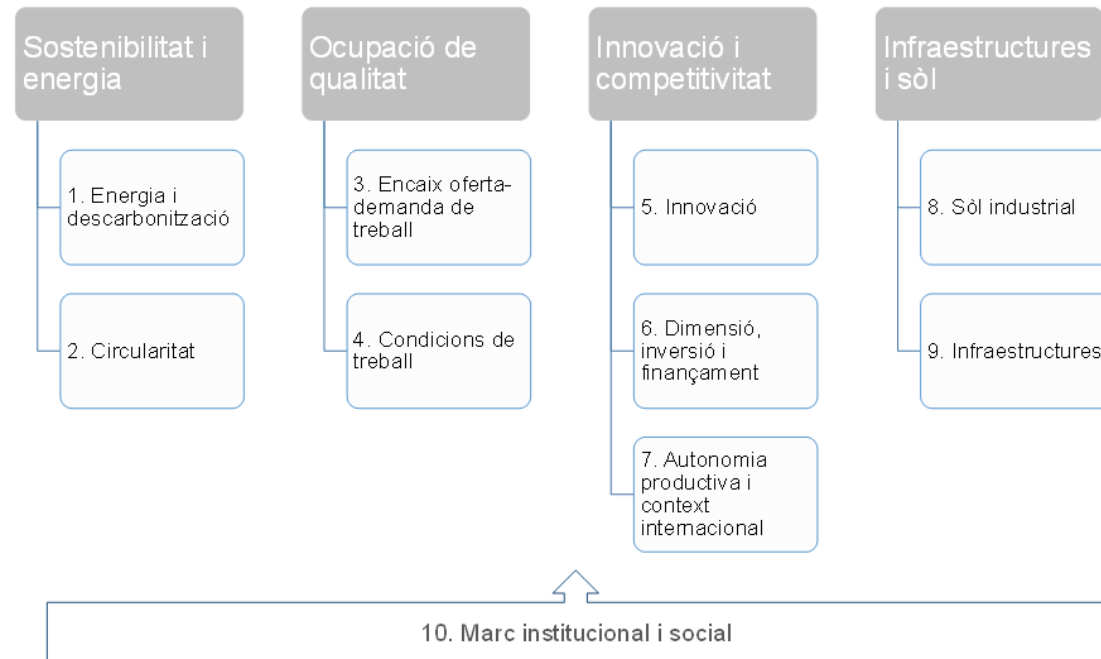 Sostenibilitat i
energia
Ocupació de
qualitat
Innovació i
competitivitat
Infraestructures
i sòl
1. Energia i
descarbonització
2. Circularitat
3. Encaix oferta-
demanda de
treball
4. Condicions de
treball
5. Innovació
6. Dimensió,
inversió i
finançament
7. Autonomia
productiva i
context
internacional
8. Sòl industrial
9. Infraestructures
10. Marc institucional i social